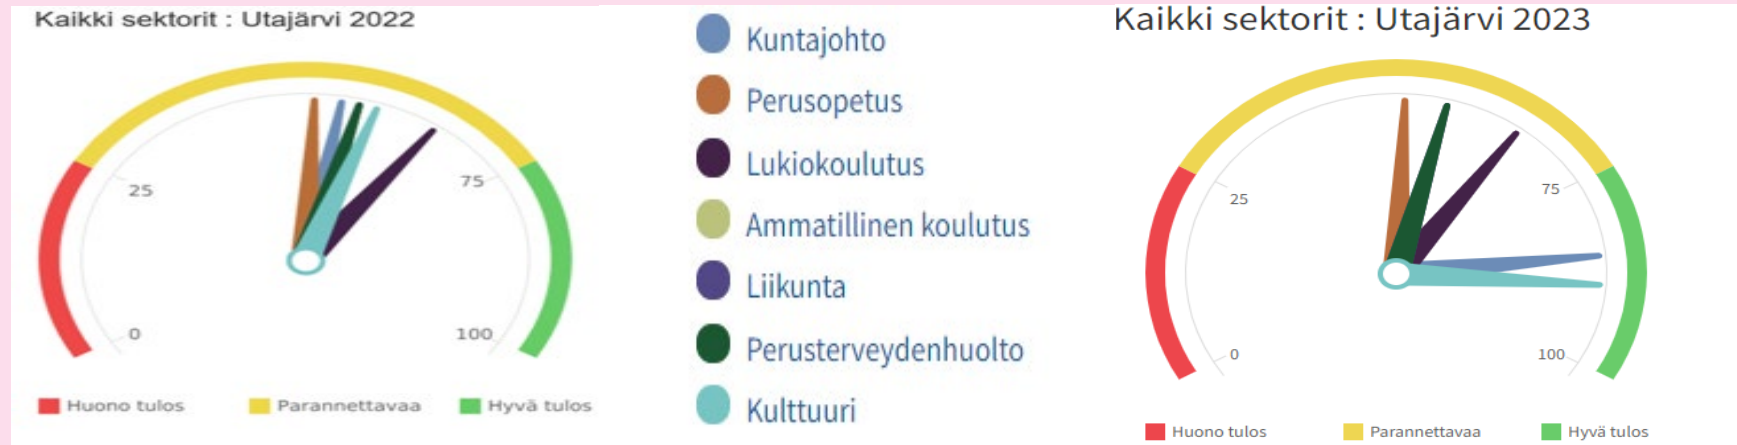 Kaikki sektorit : Utajärvi 2022
25
75
0
100
Huono tulos
Parannettavaa
Hyvä tulos
Kuntajohto
Perusopetus
Lukiokoulutus
Ammatillinen koulutus
Liikunta
Perusterveydenhuolto
Kulttuuri
Kaikki sektorit : Utajärvi 2023
25
75
0
100
Huono tulos
Parannettavaa
Hyvä tulos